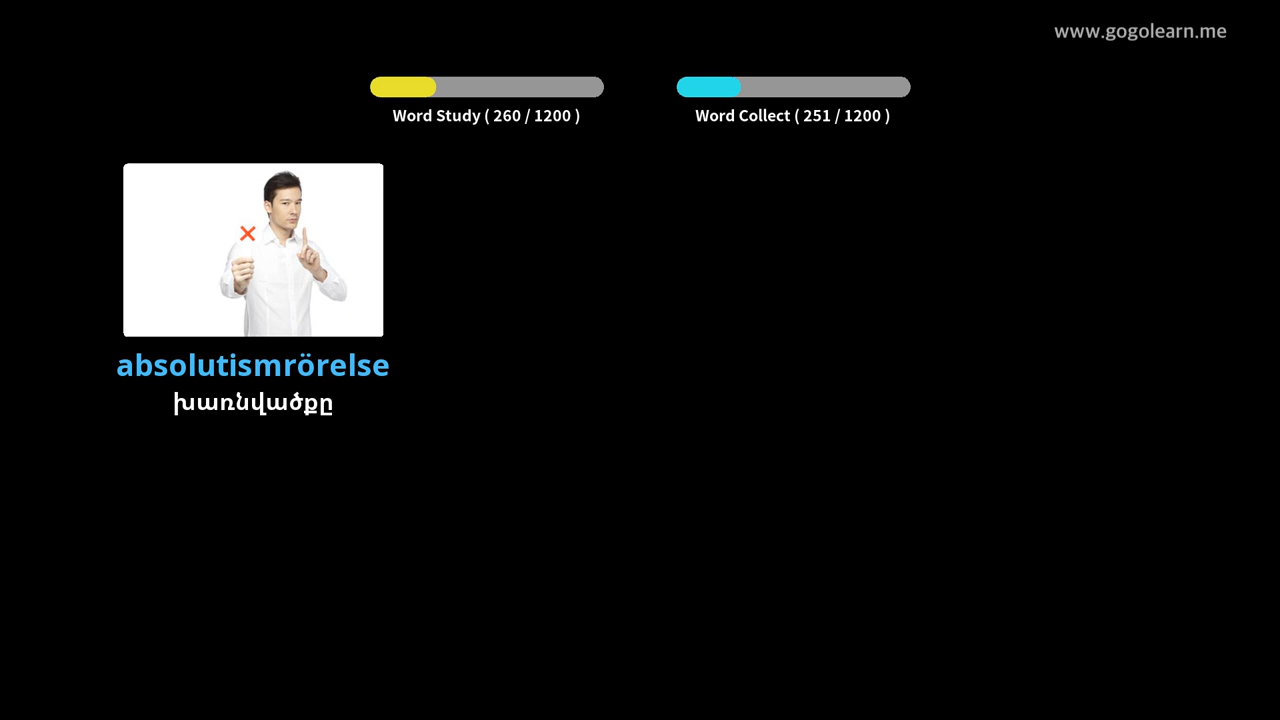 www.gogolearn.me
Word Study ( 260 / 1200 )
Word Collect ( 251 / 1200 )
absolutismrörelse
խառնվածքը